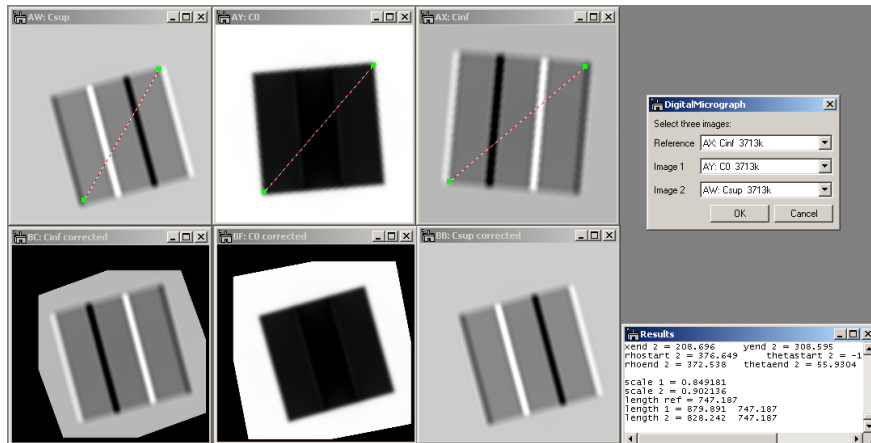 AW: Csup
AY: C0
AX: Cinf
DigitalMicrograph
Select three images:
Reference AX: Cinf 3713k
Image 1 AY: C0 3713k
Image 2 AW: Csup 3713k
OK Cancel
BC: Cinf corrected
BF: C0 corrected
BB: Csup corrected
Results
xend 2 = 208.696 yend 2 = 308.595
rhostart 2 = 376.649 thetastart 2 = -1
rhoend 2 = 372.538 thetaend 2 = 55.9304
scale 1 = 0.849181
scale 2 = 0.902136
length ref = 747.187
length 1 = 879.891 747.187
length 2 = 828.242 747.187